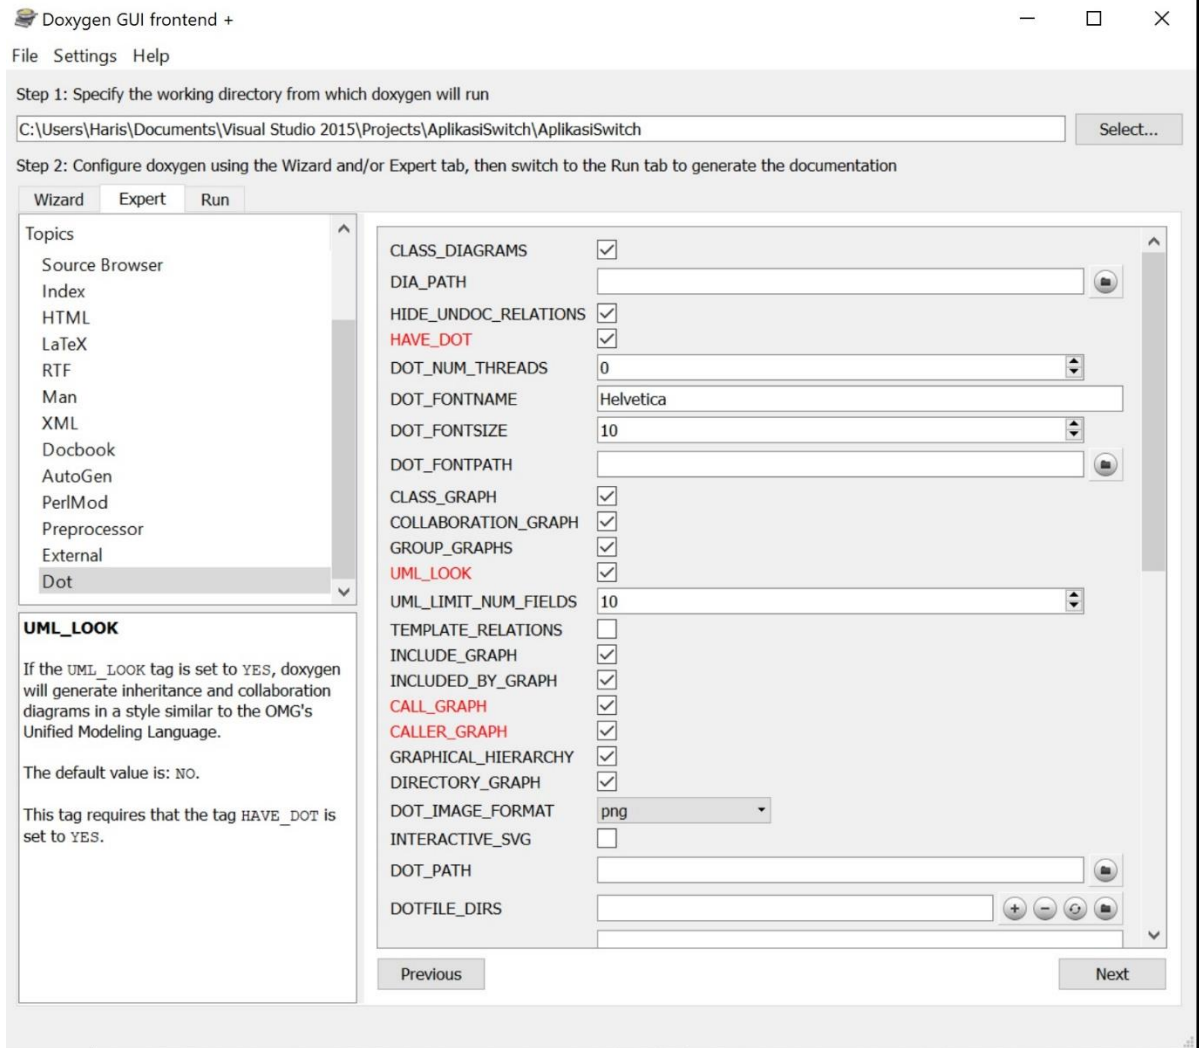 Doxygen GUI frontend +
File Settings Help
Step 1: Specify the working directory from which doxygen will run
C:\Users\Haris\Documents\Visual Studio 2015\Projects\AplikasiSwitch\AplikasiSwitch
Select...
Step 2: Configure doxygen using the Wizard and/or Expert tab, then switch to the Run tab to generate the documentation
Wizard Expert Run
Topics
Source Browser
Index
HTML
LaTeX
RTF
Man
XML
Docbook
AutoGen
PerlMod
Preprocessor
External
Dot
UML_LOOK
If the UML_LOOK tag is set to YES, doxygen
will generate inheritance and collaboration
diagrams in a style similar to the OMG's
Unified Modeling Language.
The default value is: NO.
This tag requires that the tag HAVE_DOT is
set to YES.
CLASS_DIAGRAMS
DIA_PATH
HIDE_UNDOC_RELATIONS
HAVE_DOT
DOT_NUM_THREADS 0
DOT_FONTNAME Helvetica
DOT_FONTSIZE 10
DOT_FONTPATH
CLASS_GRAPH
COLLABORATION_GRAPH
GROUP_GRAPHS
UML_LOOK
UML_LIMIT_NUM_FIELDS 10
TEMPLATE_RELATIONS
INCLUDE_GRAPH
INCLUDED_BY_GRAPH
CALL_GRAPH
CALLER_GRAPH
GRAPHICAL_HIERARCHY
DIRECTORY_GRAPH
DOT_IMAGE_FORMAT png
INTERACTIVE_SVG
DOT_PATH
DOTFILE_DIRS
Previous
Next